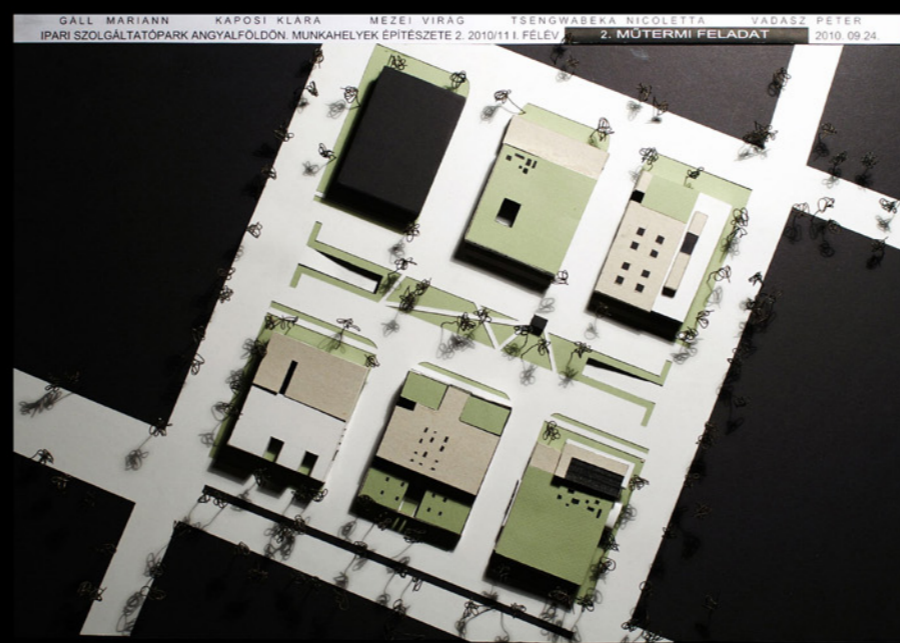 GÁLL MARIANN KAPOSI KLÁRA MEZEI VIRÁG TSENGWABEKA NICOLETTA VADÁSZ PÉTER
IPARI SZOLGÁLTATÓPARK ANGYALFÖLDÖN. MUNKAHELYEK ÉPÍTÉSZETE 2. 2010/11 I. FÉLÉV. 2. MŰTERMI FELADAT 2010. 09.24.